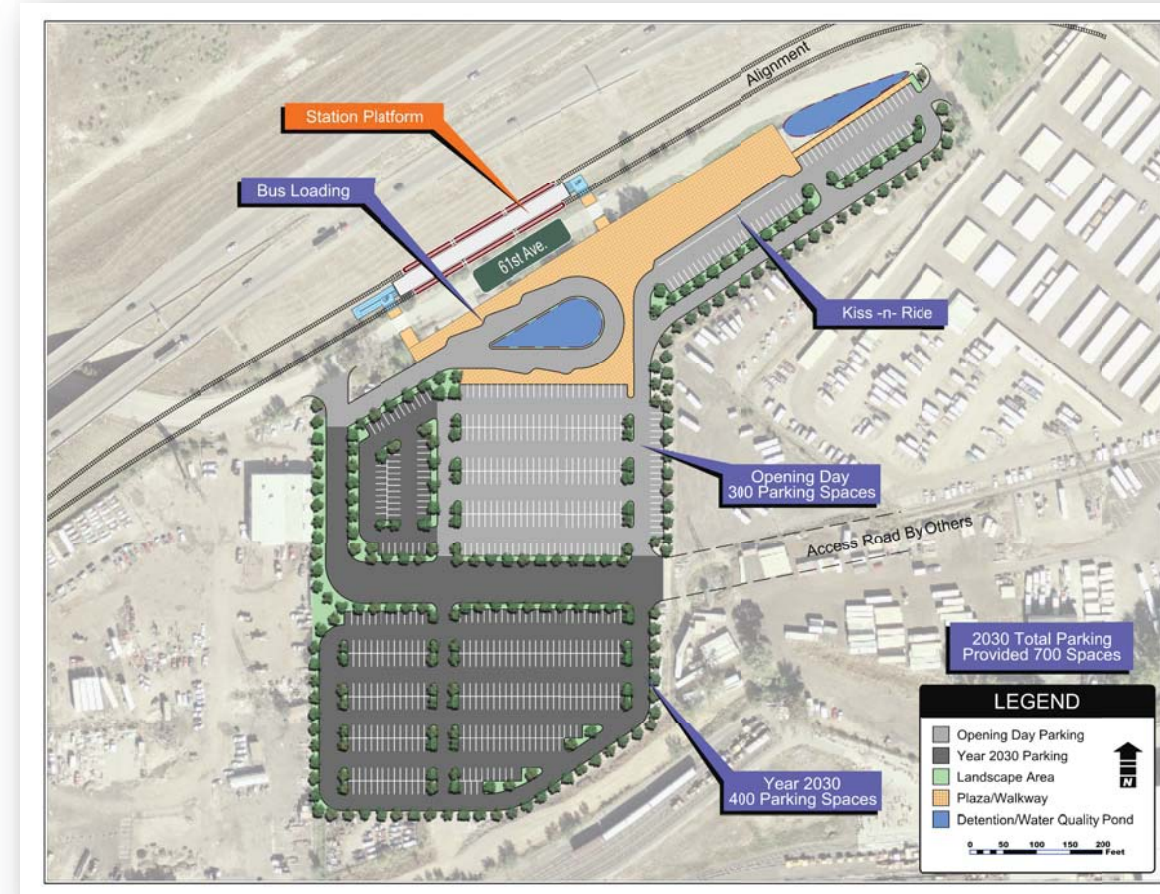 Alignment
Station Platform
Bus Loading
61st Ave.
Kiss -n- Ride
Opening Day
300 Parking Spaces
Access Road By Others
2030 Total Parking
Provided 700 Spaces
Year 2030
400 Parking Spaces
LEGEND
Opening Day Parking
Year 2030 Parking
Landscape Area
Plaza/Walkway
Detention/Water Quality Pond
N
0 50 100 150 200
Feet